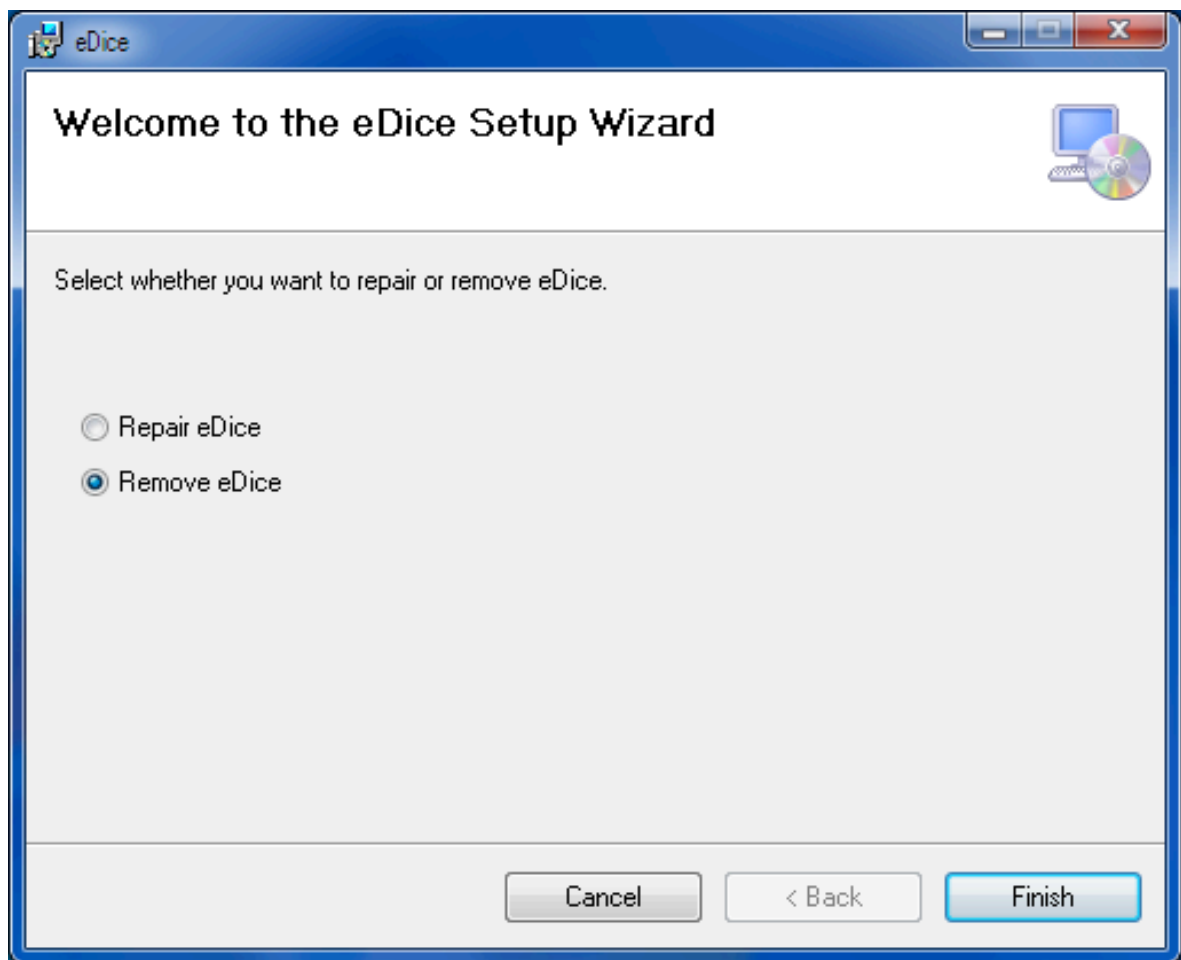 eDice
Welcome to the eDice Setup Wizard
Select whether you want to repair or remove eDice.
Repair eDice
Remove eDice
Cancel
< Back
Finish